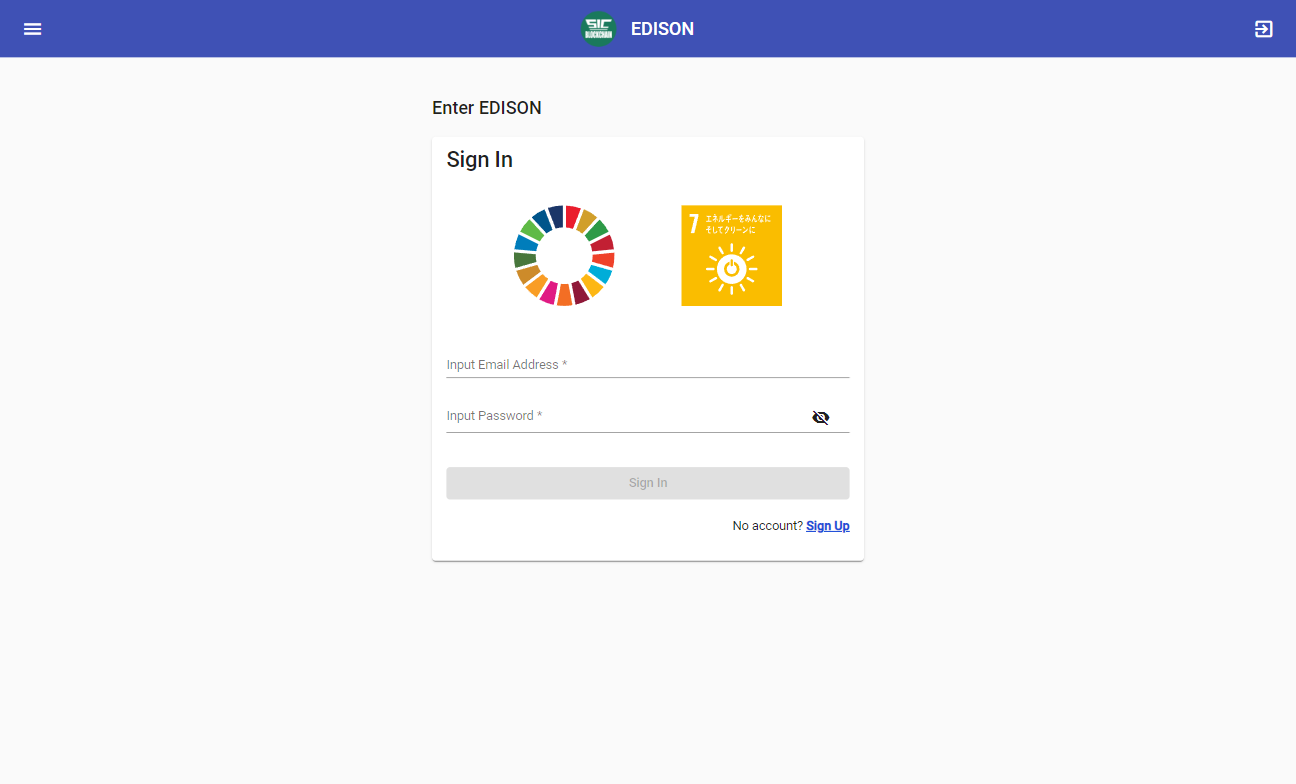 SIC
BLOCKCHAIN
EDISON
Enter EDISON
Sign In
7 エネルギーをみんなに
そしてクリーンに
Input Email Address *
Input Password *
Sign In
No account? Sign Up